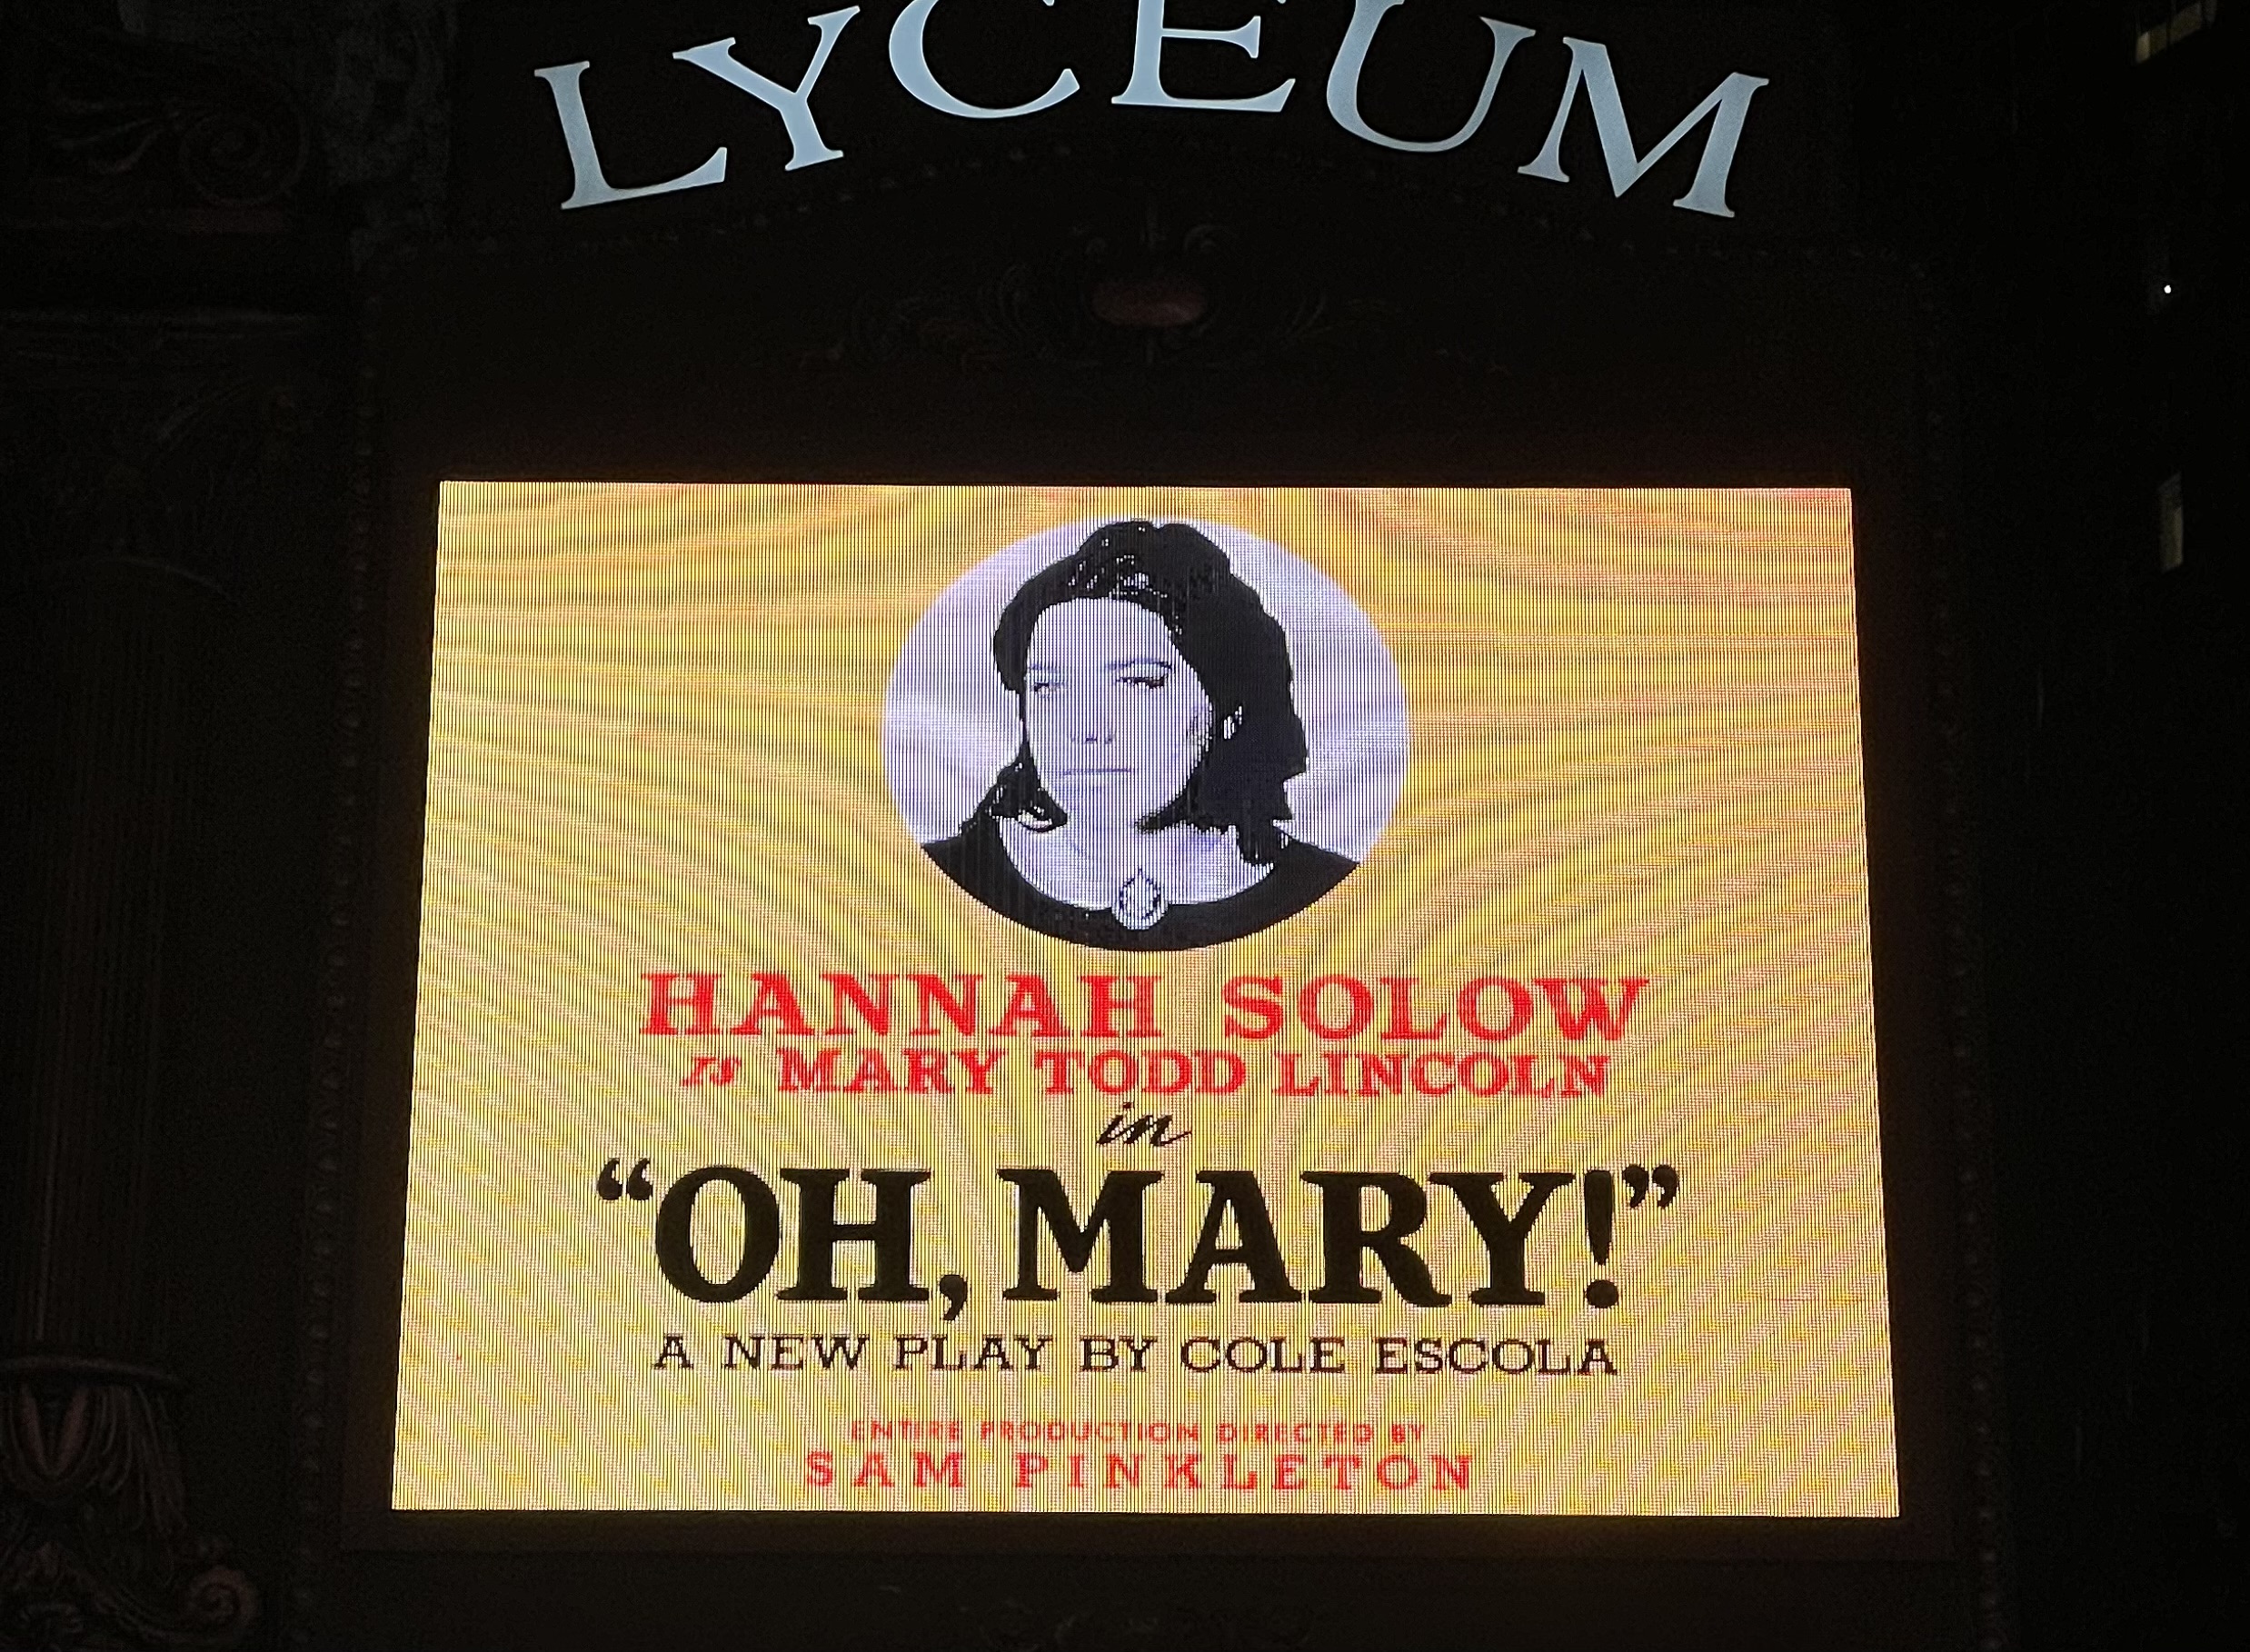 LYCEUM
HANNAH SOLOW
IS MARY TODD LINCOLN
in
“OH, MARY!”
A NEW PLAY BY COLE ESCOLA
ENTIRE PRODUCTION DIRECTED BY
SAM PINKLETON